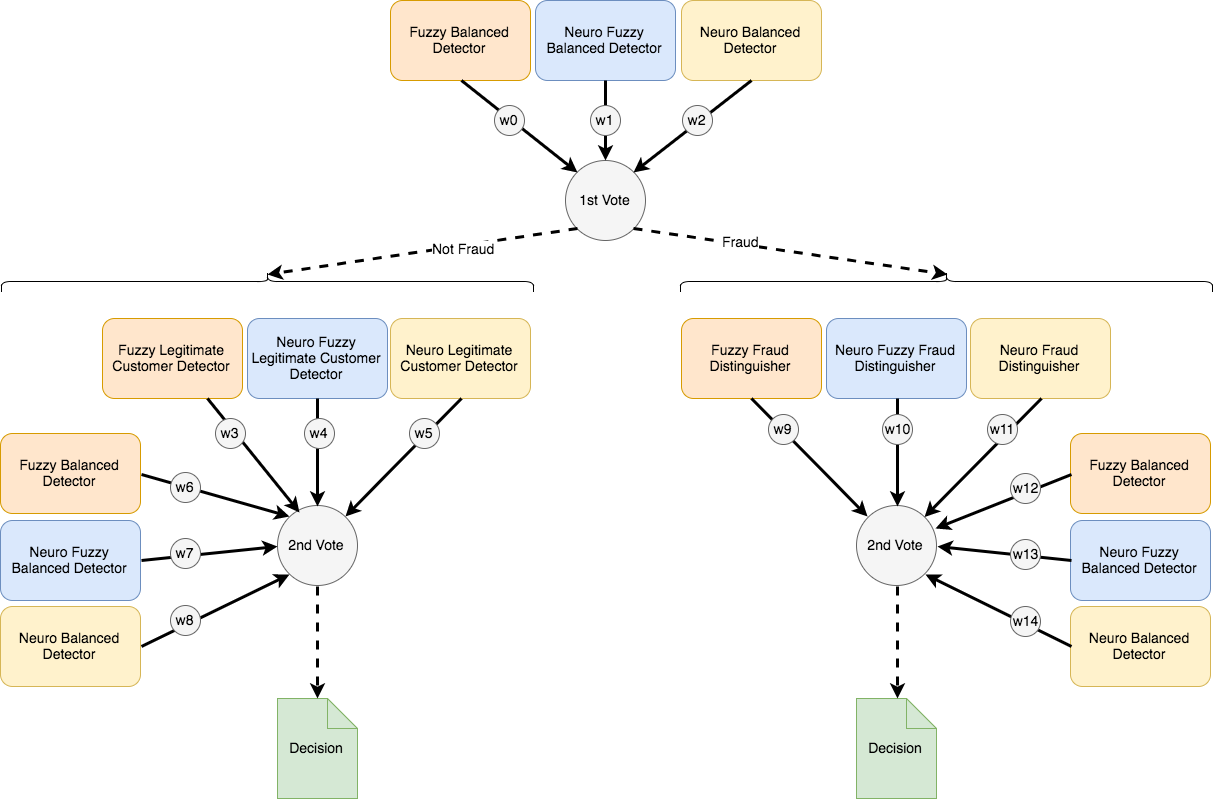 Fuzzy Balanced
Detector
Neuro Fuzzy
Balanced Detector
Neuro Balanced
Detector
w0
w1
w2
1st Vote
Not Fraud
Fraud
Fuzzy Legitimate
Customer Detector
Neuro Fuzzy
Legitimate Customer
Detector
Neuro Legitimate
Customer Detector
w3
w4
w5
Fuzzy Balanced
Detector
w6
Neuro Fuzzy
Balanced Detector
w7
Neuro Balanced
Detector
w8
2nd Vote
Decision
Fuzzy Fraud
Distinguisher
Neuro Fuzzy Fraud
Distinguisher
Neuro Fraud
Distinguisher
w9
w10
w11
Fuzzy Balanced
Detector
w12
Neuro Fuzzy
Balanced Detector
w13
Neuro Balanced
Detector
w14
2nd Vote
Decision